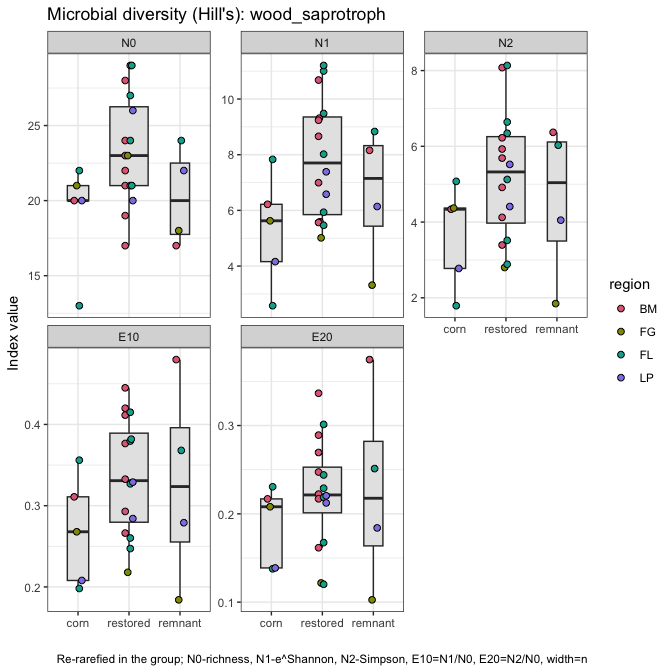 Microbial diversity (Hill's): wood_saprotroph
N0
N1
N2
25
20
15
10
8
6
4
8
6
4
2
corn restored remnant
E10
E20
0.4
0.3
0.2
0.3
0.2
0.1
corn restored remnant
corn restored remnant
Index value
region
BM
FG
FL
LP
Re-rarefied in the group; N0-richness, N1-e^Shannon, N2-Simpson, E10=N1/N0, E20=N2/N0, width=n